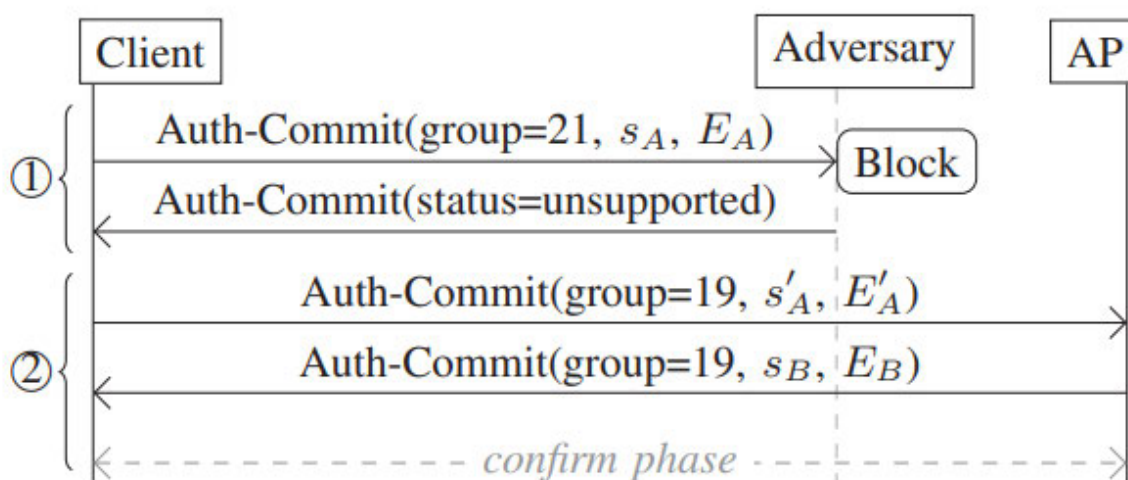 Client Adversary AP
Auth-Commit(group=21, s_A, E_A)
① Block
Auth-Commit(status=unsupported)
Auth-Commit(group=19, s'_A, E'_A)
② Auth-Commit(group=19, s_B, E_B)
confirm phase